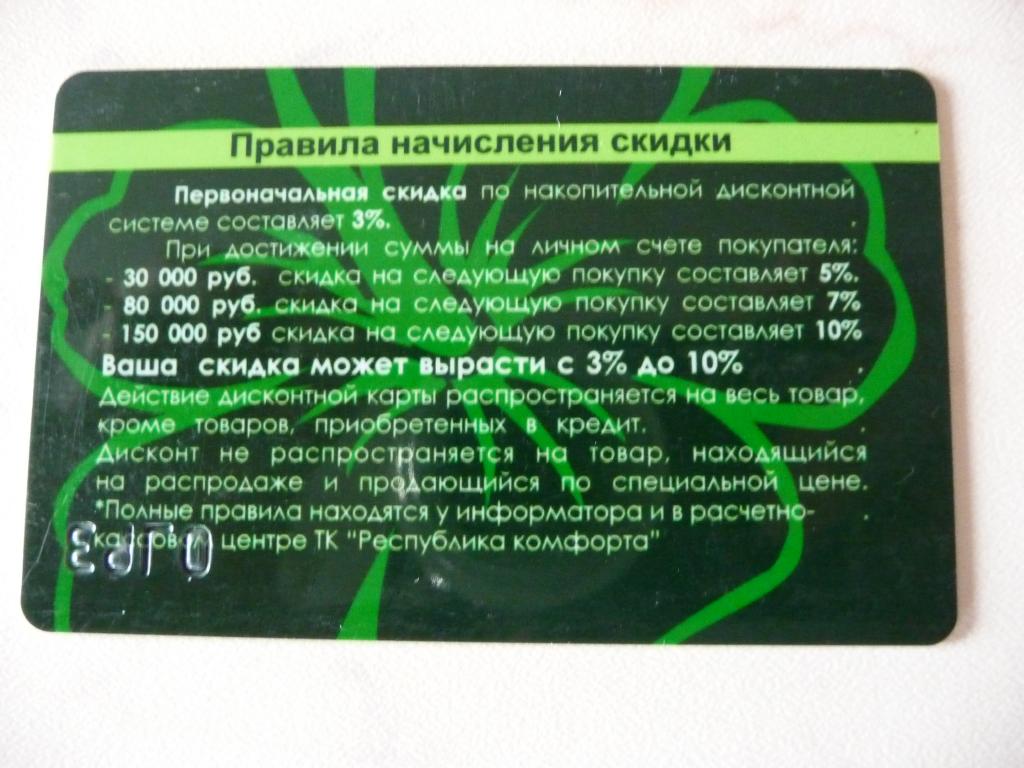 Правила начисления скидки
Первоначальная скидка по накопительной дисконтной
системе составляет 3%.
При достижении суммы на личном счёте покупателя:
- 30 000 руб. скидка на следующую покупку составляет 5%.
- 80 000 руб. скидка на следующую покупку составляет 7%
- 150 000 руб скидка на следующую покупку составляет 10%
Ваша скидка может вырасти с 3% до 10%
Действие дисконтной карты распространяется на весь товар,
кроме товаров, приобретенных в кредит.
Дисконт не распространяется на товар, находящийся
на распродаже и продающийся по специальной цене.
*Полные правила находятся у информатора и в расчетно-
кассовом центре ТК "Республика комфорта"